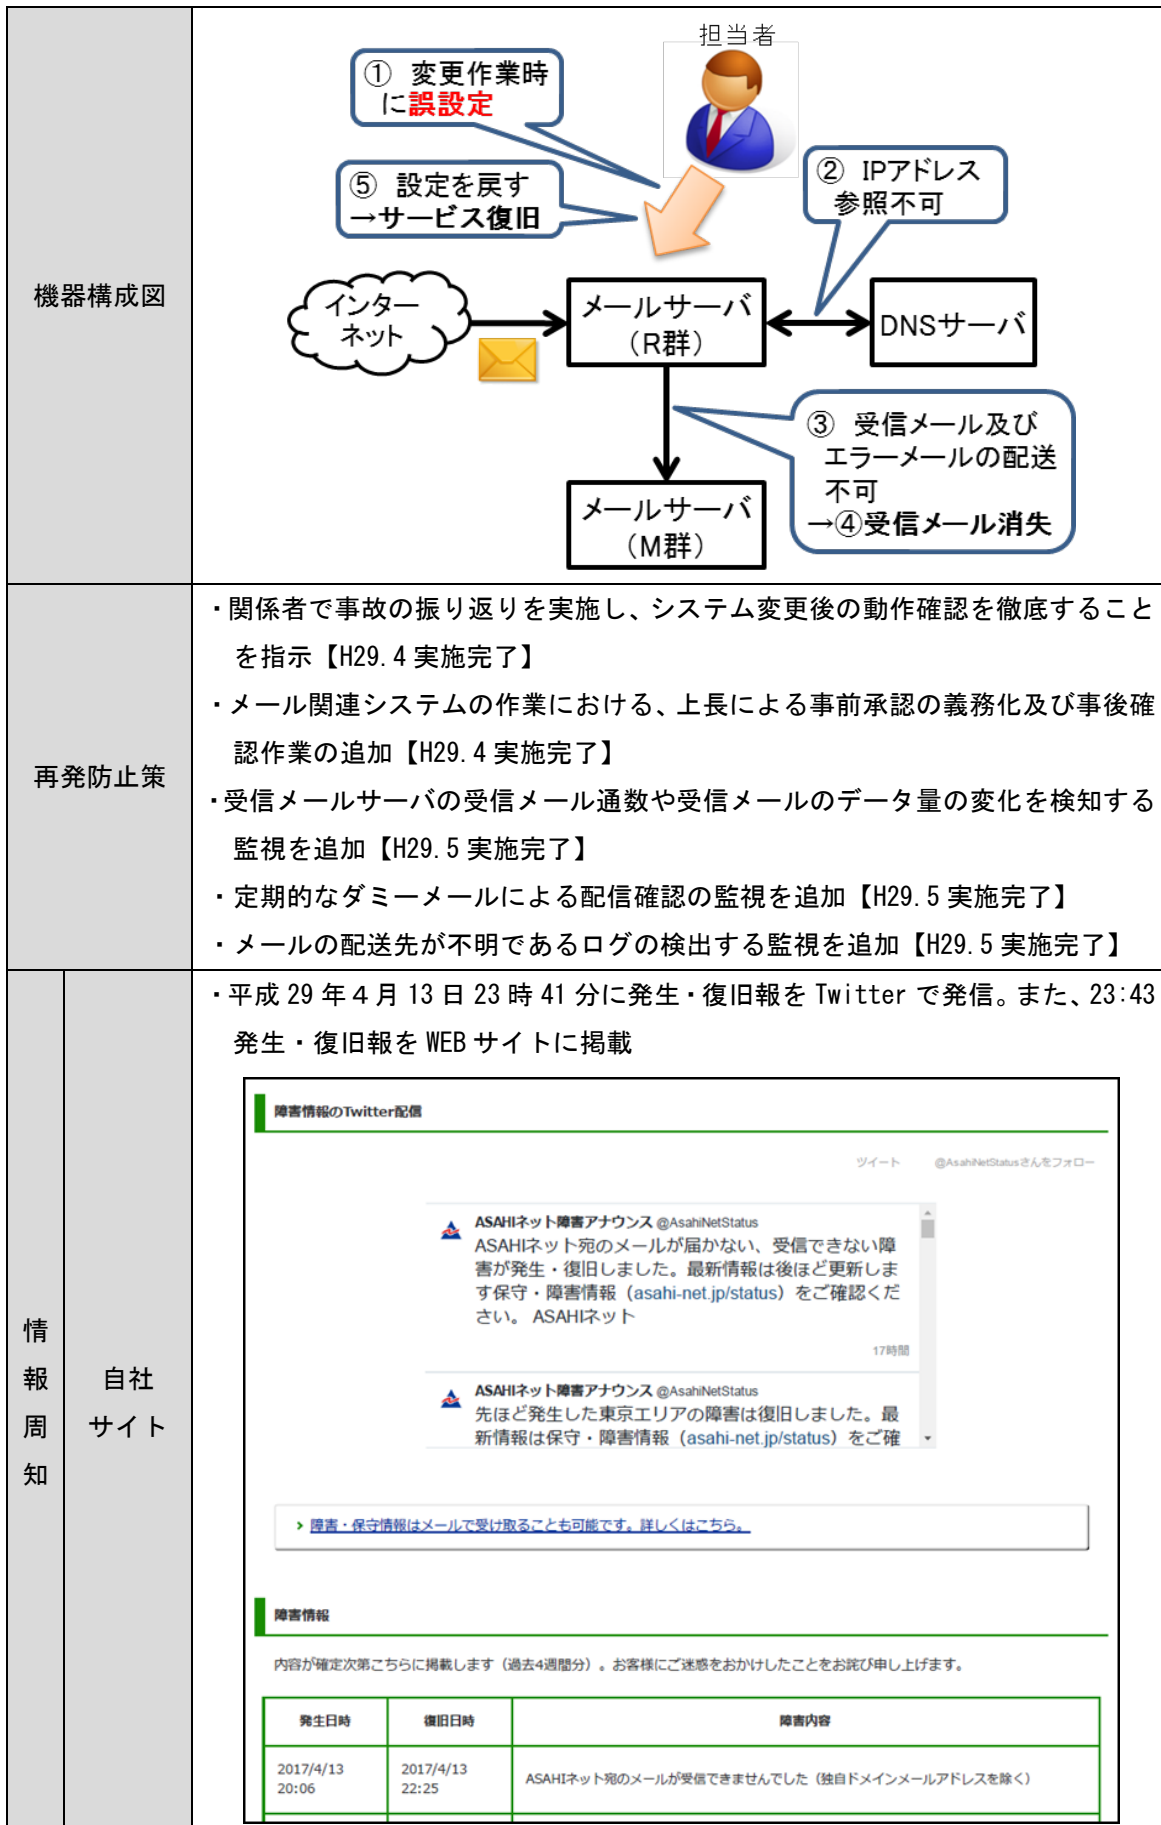 機器構成図
担当者
① 変更作業時
に誤設定
⑤ 設定を戻す
→サービス復旧
② IPアドレス
参照不可
インター
ネット
メールサーバ
（R群）
DNSサーバ
③ 受信メール及び
エラーメールの配送
不可
→④受信メール消失
メールサーバ
（M群）
再発防止策
・関係者で事故の振り返りを実施し、システム変更後の動作確認を徹底すること
を指示【H29.4 実施完了】
・メール関連システムの作業における、上長による事前承認の義務化及び事後確
認作業の追加【H29.4 実施完了】
・受信メールサーバの受信メール通数や受信メールのデータ量の変化を検知する
監視を追加【H29.5 実施完了】
・定期的なダミーメールによる配信確認の監視を追加【H29.5 実施完了】
・メールの配送先が不明であるログの検出する監視を追加【H29.5 実施完了】
情報周知
自社
サイト
・平成 29 年４月 13 日 23 時 41 分に発生・復旧報を Twitter で発信。また、23:43
発生・復旧報を WEB サイトに掲載
障害情報のTwitter配信
ツイート @AsahiNetStatusさんをフォロー
ASAHIネット障害アナウンス @AsahiNetStatus
ASAHIネット宛のメールが届かない、受信できない障
害が発生・復旧しました。最新情報は後ほど更新しま
す保守・障害情報（asahi-net.jp/status）をご確認くだ
さい。 ASAHIネット
17時間
ASAHIネット障害アナウンス @AsahiNetStatus
先ほど発生した東京エリアの障害は復旧しました。最
新情報は保守・障害情報（asahi-net.jp/status）をご確
› 障害・保守情報はメールで受け取ることも可能です。詳しくはこちら。
障害情報
内容が確定次第こちらに掲載します（過去4週間分）。お客様にご迷惑をおかけしたことをお詫び申し上げます。
発生日時 復旧日時 障害内容
2017/4/13
20:06
2017/4/13
22:25
ASAHIネット宛のメールが受信できませんでした（独自ドメインメールアドレスを除く）